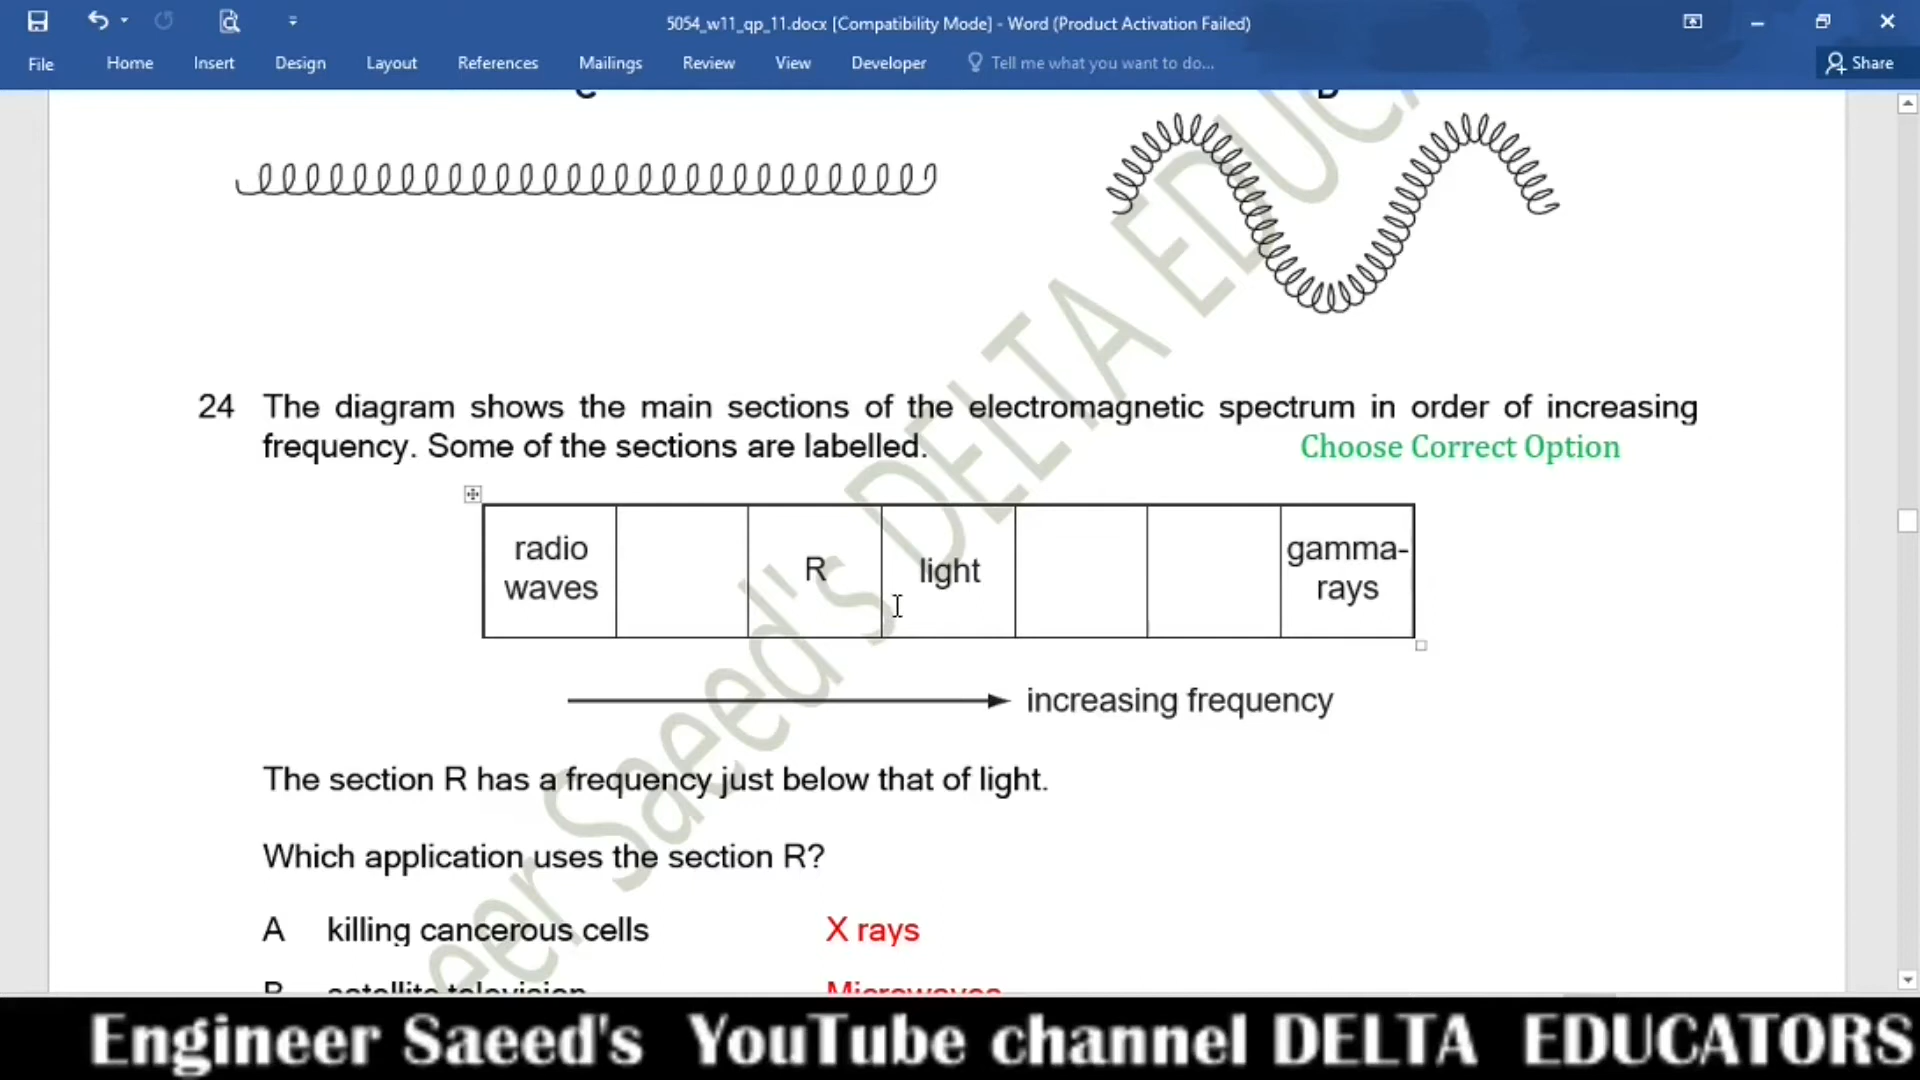 5054_w11_qp_11.docx [Compatibility Mode] - Word (Product Activation Failed)
File Home Insert Design Layout References Mailings Review View Developer Tell me what you want to do... Share
24 The diagram shows the main sections of the electromagnetic spectrum in order of increasing
frequency. Some of the sections are labelled. Choose Correct Option
radio waves R light gamma-rays
increasing frequency
The section R has a frequency just below that of light.
Which application uses the section R?
A killing cancerous cells X rays
B satellite television Microwaves
Engineer Saeed's YouTube channel DELTA EDUCATORS